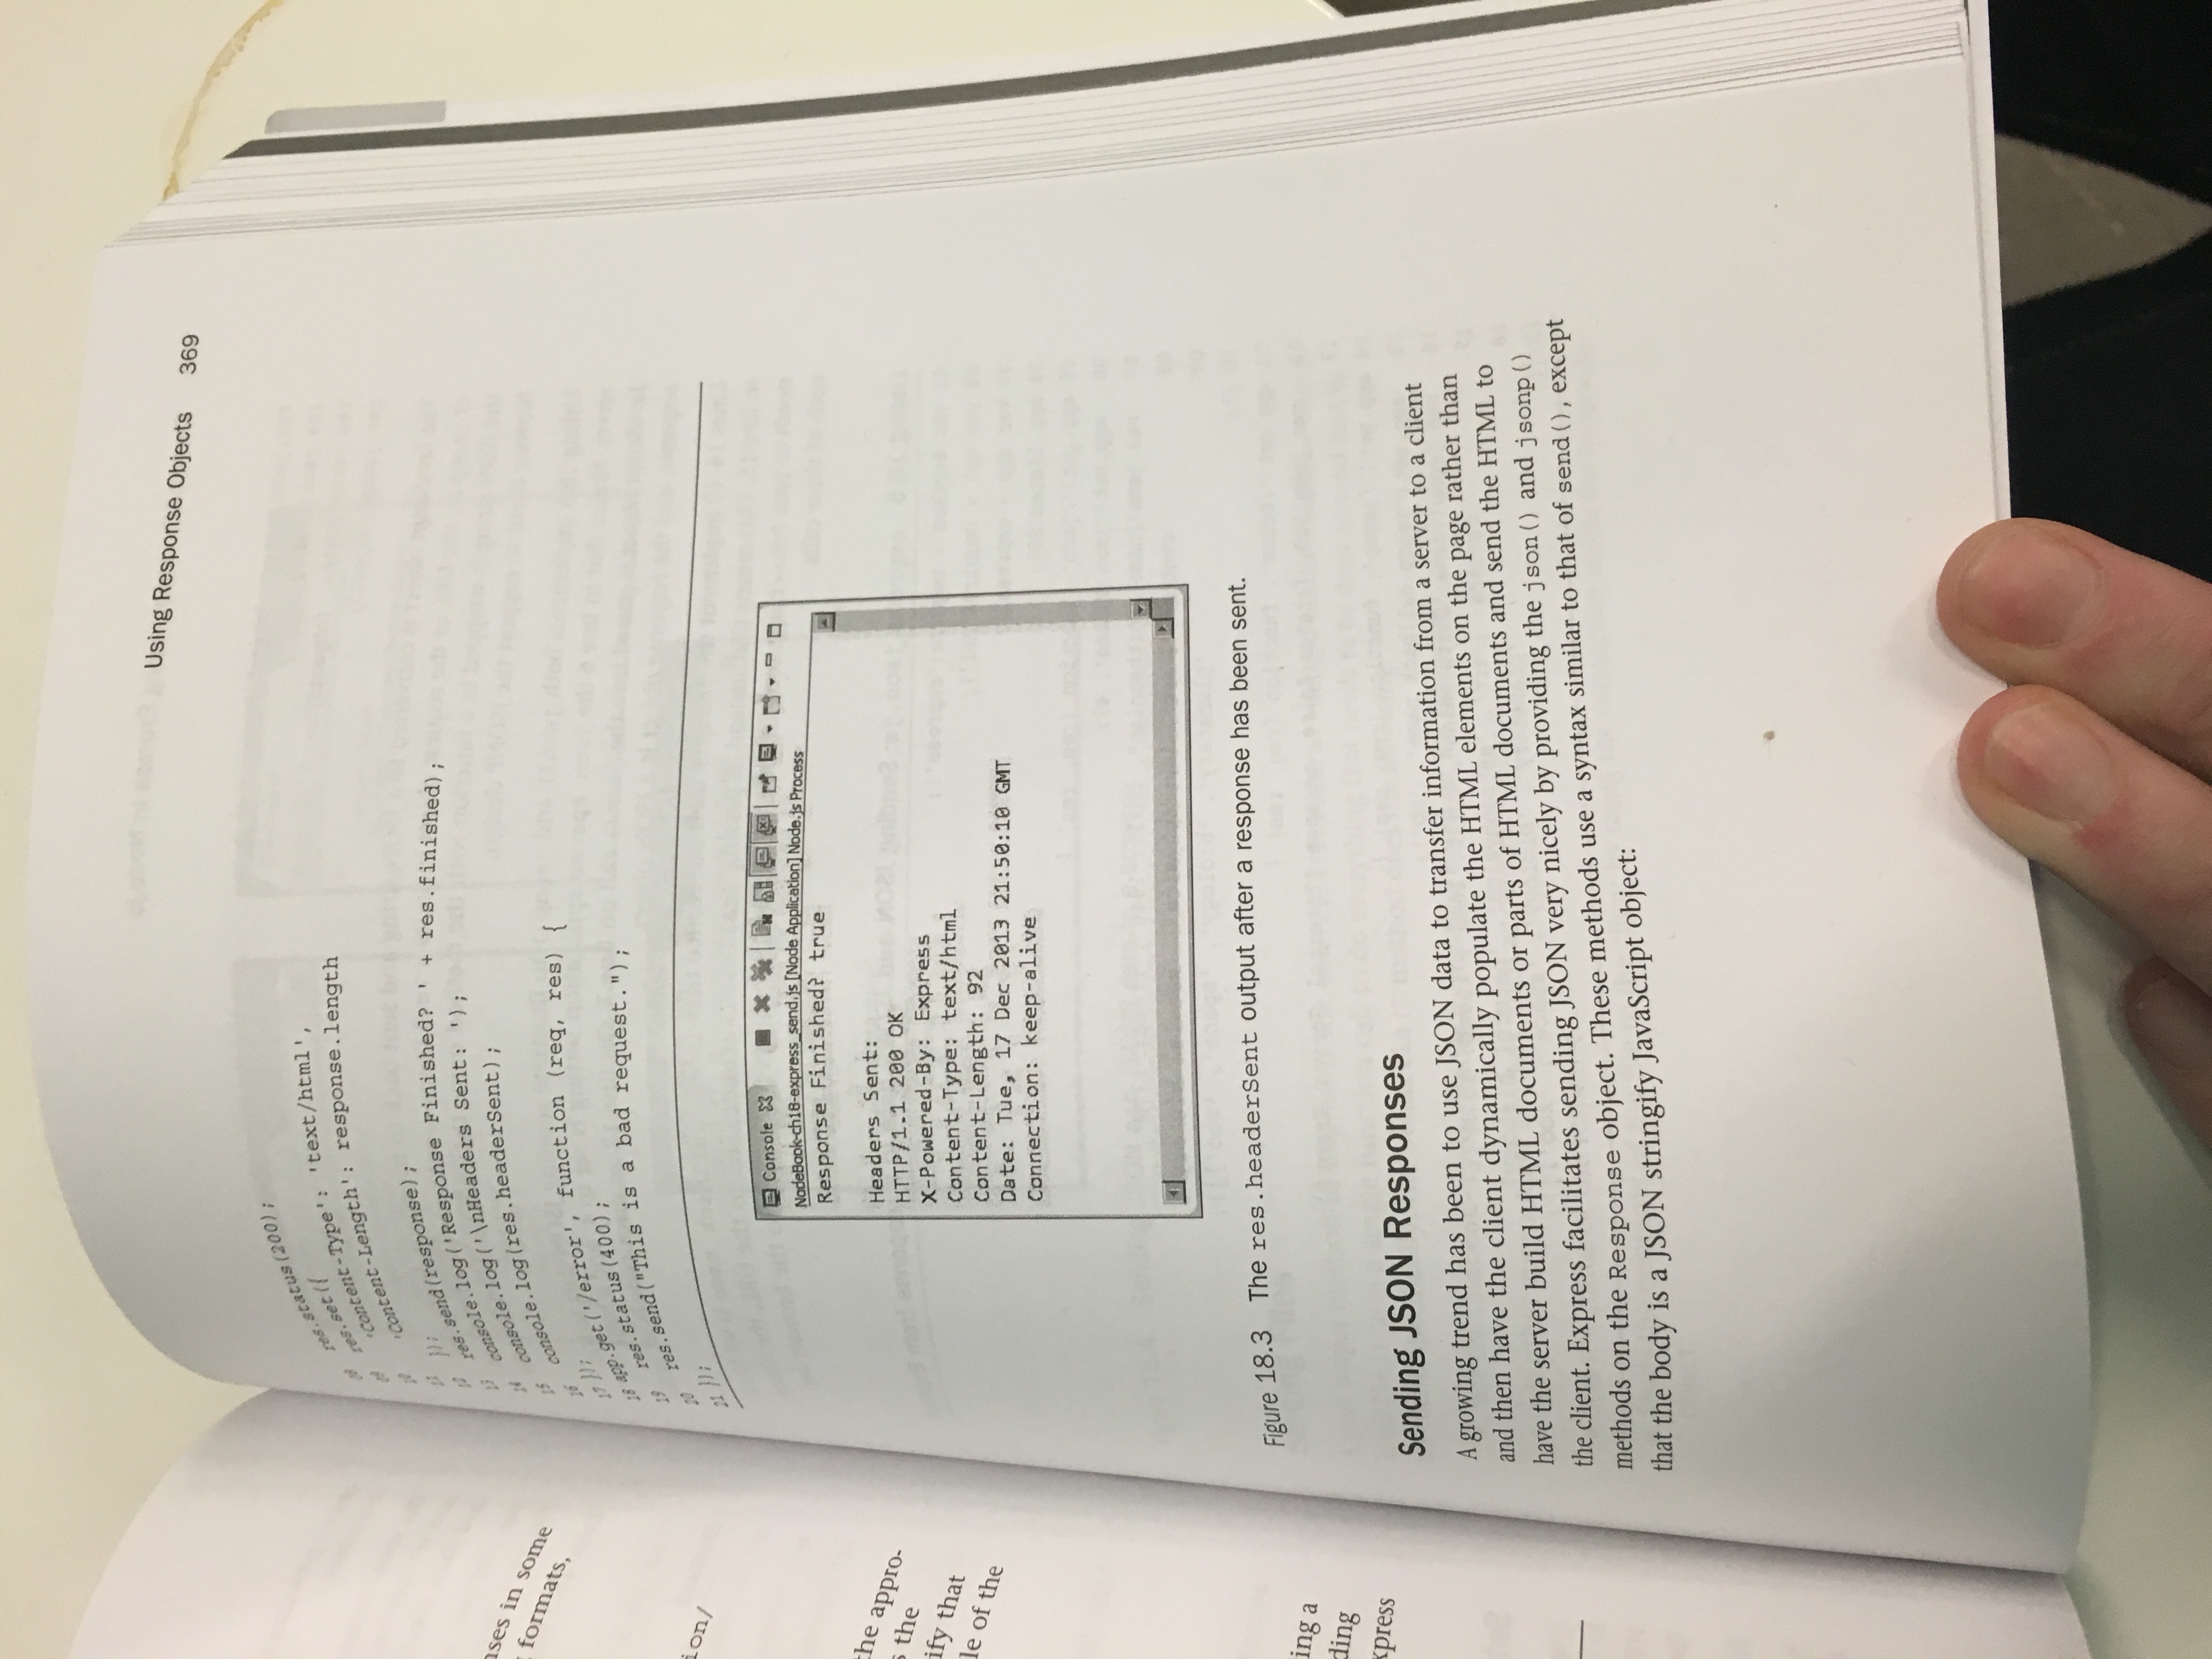 nses in some
formats,
ion/
the appro-
s the
ify that
le of the
ing a
ding
xpress
Using Response Objects 369
res.status(200);
08 res.set({
09 'Content-Type': 'text/html',
10 'Content-Length': response.length
11 });
12 res.send(response);
13 console.log('Response Finished? ' + res.finished);
14 console.log('\nHeaders Sent: ');
15 console.log(res.headerSent);
16 });
17 app.get('/error', function (req, res) {
18 res.status(400);
19 res.send("This is a bad request.");
20
21 });
Console
NodeBook-ch18-express_send.js [Node Application] Node.js Process
Response Finished? true
Headers Sent:
HTTP/1.1 200 OK
X-Powered-By: Express
Content-Type: text/html
Content-Length: 92
Date: Tue, 17 Dec 2013 21:50:10 GMT
Connection: keep-alive
Figure 18.3 The res.headerSent output after a response has been sent.
Sending JSON Responses
A growing trend has been to use JSON data to transfer information from a server to a client
and then have the client dynamically populate the HTML elements on the page rather than
have the server build HTML documents or parts of HTML documents and send the HTML to
the client. Express facilitates sending JSON very nicely by providing the json() and jsonp()
methods on the Response object. These methods use a syntax similar to that of send(), except
that the body is a JSON stringify JavaScript object: